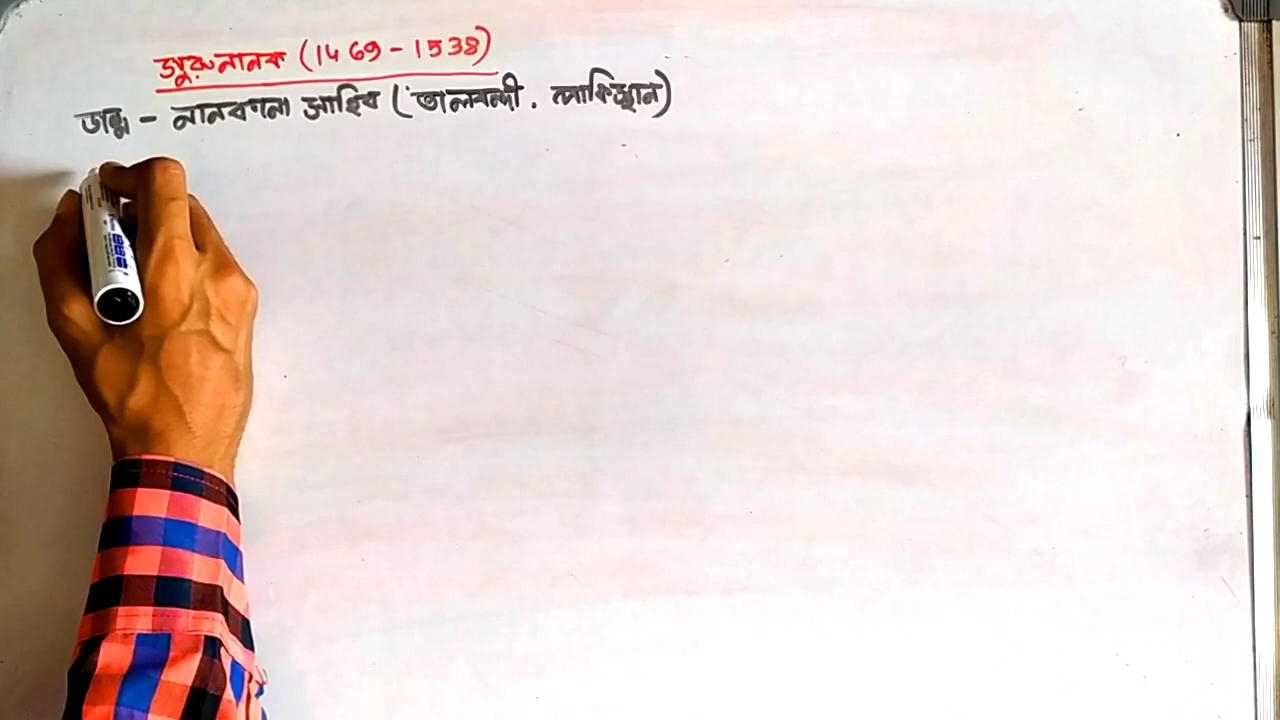 গুরু নানক (1469 - 1538)
জন্ম - নানকানা সাহিব (তালবন্দী, পাকিস্তান)